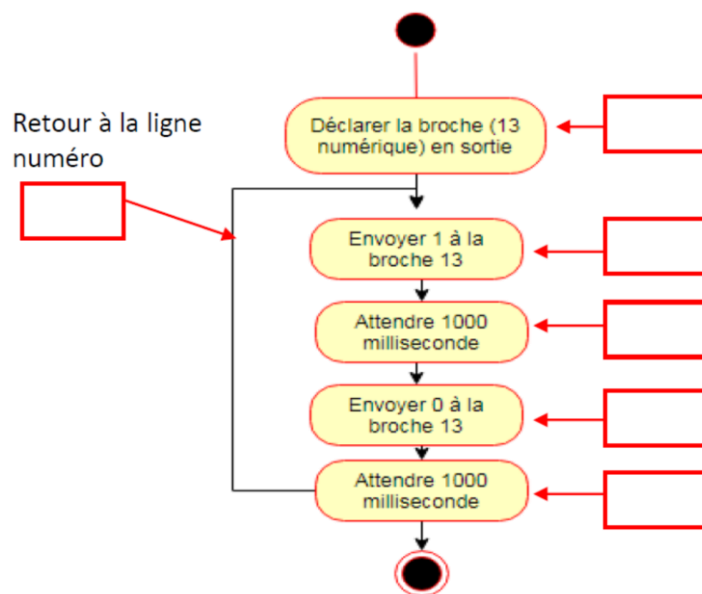 Retour à la ligne
numéro
Déclarer la broche (13
numérique) en sortie
Envoyer 1 à la
broche 13
Attendre 1000
milliseconde
Envoyer 0 à la
broche 13
Attendre 1000
milliseconde